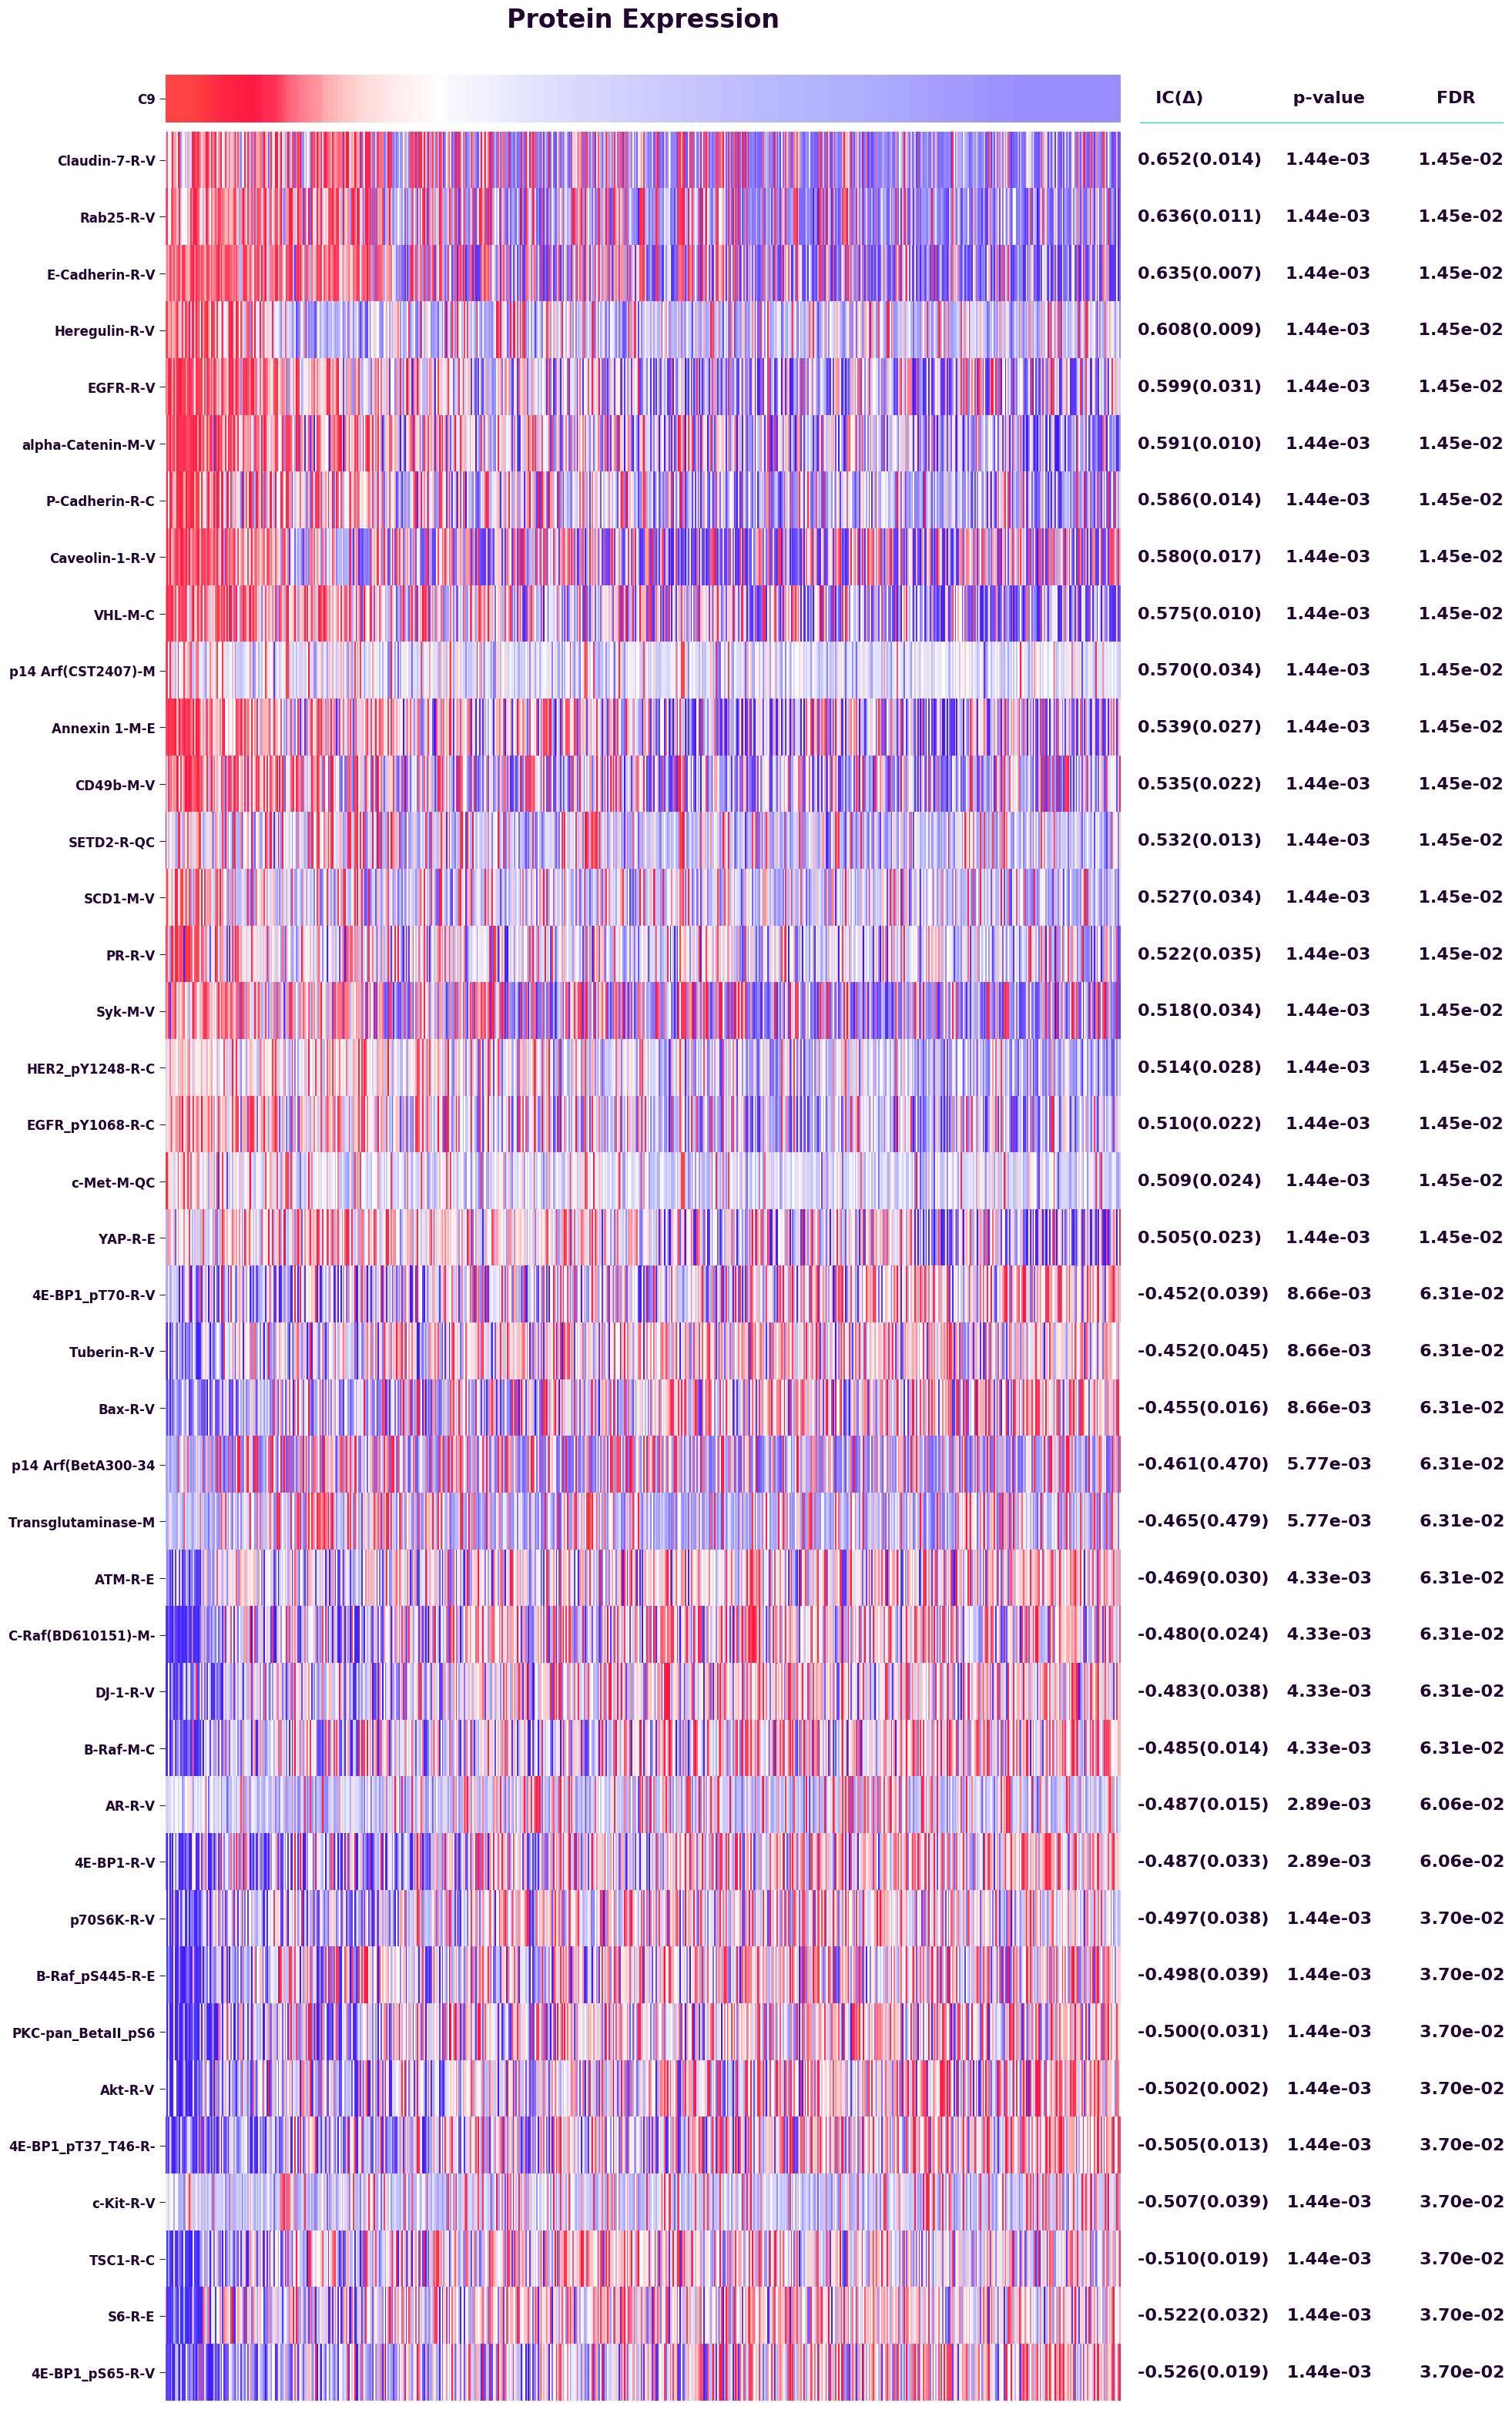 Protein Expression
C9 IC(Δ) p-value FDR
Claudin-7-R-V 0.652(0.014) 1.44e-03 1.45e-02
Rab25-R-V 0.636(0.011) 1.44e-03 1.45e-02
E-Cadherin-R-V 0.635(0.007) 1.44e-03 1.45e-02
Heregulin-R-V 0.608(0.009) 1.44e-03 1.45e-02
EGFR-R-V 0.599(0.031) 1.44e-03 1.45e-02
alpha-Catenin-M-V 0.591(0.010) 1.44e-03 1.45e-02
P-Cadherin-R-C 0.586(0.014) 1.44e-03 1.45e-02
Caveolin-1-R-V 0.580(0.017) 1.44e-03 1.45e-02
VHL-M-C 0.575(0.010) 1.44e-03 1.45e-02
p14 Arf(CST2407)-M 0.570(0.034) 1.44e-03 1.45e-02
Annexin 1-M-E 0.539(0.027) 1.44e-03 1.45e-02
CD49b-M-V 0.535(0.022) 1.44e-03 1.45e-02
SETD2-R-QC 0.532(0.013) 1.44e-03 1.45e-02
SCD1-M-V 0.527(0.034) 1.44e-03 1.45e-02
PR-R-V 0.522(0.035) 1.44e-03 1.45e-02
Syk-M-V 0.518(0.034) 1.44e-03 1.45e-02
HER2_pY1248-R-C 0.514(0.028) 1.44e-03 1.45e-02
EGFR_pY1068-R-C 0.510(0.022) 1.44e-03 1.45e-02
c-Met-M-QC 0.509(0.024) 1.44e-03 1.45e-02
YAP-R-E 0.505(0.023) 1.44e-03 1.45e-02
4E-BP1_pT70-R-V -0.452(0.039) 8.66e-03 6.31e-02
Tuberin-R-V -0.452(0.045) 8.66e-03 6.31e-02
Bax-R-V -0.455(0.016) 8.66e-03 6.31e-02
p14 Arf(BetA300-34 -0.461(0.470) 5.77e-03 6.31e-02
Transglutaminase-M -0.465(0.479) 5.77e-03 6.31e-02
ATM-R-E -0.469(0.030) 4.33e-03 6.31e-02
C-Raf(BD610151)-M- -0.480(0.024) 4.33e-03 6.31e-02
DJ-1-R-V -0.483(0.038) 4.33e-03 6.31e-02
B-Raf-M-C -0.485(0.014) 4.33e-03 6.31e-02
AR-R-V -0.487(0.015) 2.89e-03 6.06e-02
4E-BP1-R-V -0.487(0.033) 2.89e-03 6.06e-02
p70S6K-R-V -0.497(0.038) 1.44e-03 3.70e-02
B-Raf_pS445-R-E -0.498(0.039) 1.44e-03 3.70e-02
PKC-pan_BetaII_pS6 -0.500(0.031) 1.44e-03 3.70e-02
Akt-R-V -0.502(0.002) 1.44e-03 3.70e-02
4E-BP1_pT37_T46-R- -0.505(0.013) 1.44e-03 3.70e-02
c-Kit-R-V -0.507(0.039) 1.44e-03 3.70e-02
TSC1-R-C -0.510(0.019) 1.44e-03 3.70e-02
S6-R-E -0.522(0.032) 1.44e-03 3.70e-02
4E-BP1_pS65-R-V -0.526(0.019) 1.44e-03 3.70e-02